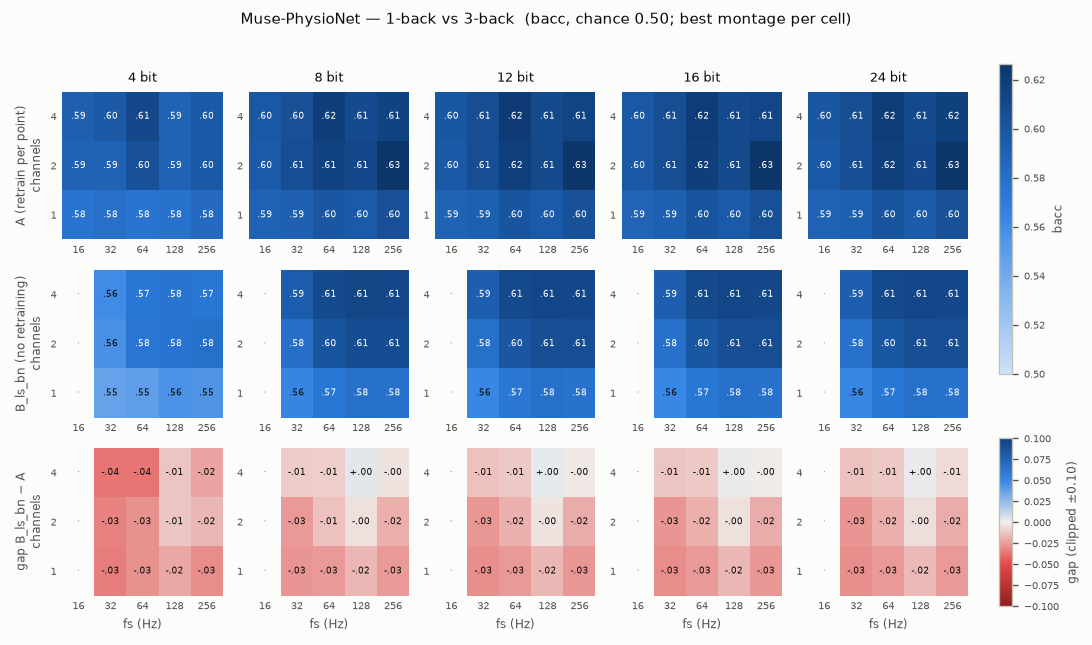 Muse-PhysioNet — 1-back vs 3-back (bacc, chance 0.50; best montage per cell)
4 bit 8 bit 12 bit 16 bit 24 bit
A (retrain per point)
channels
4 .59 .60 .61 .59 .60 4 .60 .60 .62 .61 .61 4 .60 .61 .62 .61 .61 4 .60 .61 .62 .61 .61 4 .60 .61 .62 .61 .62
2 .59 .59 .60 .59 .60 2 .60 .61 .61 .61 .63 2 .60 .61 .62 .61 .63 2 .60 .61 .62 .61 .63 2 .60 .61 .62 .61 .63
1 .58 .58 .58 .58 .58 1 .59 .59 .60 .60 .60 1 .59 .59 .60 .60 .60 1 .59 .59 .60 .60 .60 1 .59 .59 .60 .60 .60
16 32 64 128 256 16 32 64 128 256 16 32 64 128 256 16 32 64 128 256 16 32 64 128 256
B_ls_bn (no retraining)
channels
4 · .56 .57 .58 .57 4 · .59 .61 .61 .61 4 · .59 .61 .61 .61 4 · .59 .61 .61 .61 4 · .59 .61 .61 .61
2 · .56 .58 .58 .58 2 · .58 .60 .61 .61 2 · .58 .60 .61 .61 2 · .58 .60 .61 .61 2 · .58 .60 .61 .61
1 · .55 .55 .56 .55 1 · .56 .57 .58 .58 1 · .56 .57 .58 .58 1 · .56 .57 .58 .58 1 · .56 .57 .58 .58
16 32 64 128 256 16 32 64 128 256 16 32 64 128 256 16 32 64 128 256 16 32 64 128 256
gap B_ls_bn − A
channels
4 · -.04 -.04 -.01 -.02 4 · -.01 -.01 +.00 -.00 4 · -.01 -.01 +.00 -.00 4 · -.01 -.01 +.00 -.00 4 · -.01 -.01 +.00 -.01
2 · -.03 -.03 -.01 -.02 2 · -.03 -.01 -.00 -.02 2 · -.03 -.02 -.00 -.02 2 · -.03 -.02 -.00 -.02 2 · -.03 -.02 -.00 -.02
1 · -.03 -.03 -.02 -.03 1 · -.03 -.03 -.02 -.03 1 · -.03 -.03 -.02 -.03 1 · -.03 -.03 -.02 -.03 1 · -.03 -.03 -.02 -.03
16 32 64 128 256 16 32 64 128 256 16 32 64 128 256 16 32 64 128 256 16 32 64 128 256
fs (Hz) fs (Hz) fs (Hz) fs (Hz) fs (Hz)
0.62
0.60
0.58
0.56
0.54
0.52
0.50
bacc
0.100
0.075
0.050
0.025
0.000
−0.025
−0.050
−0.075
−0.100
gap (clipped ±0.10)